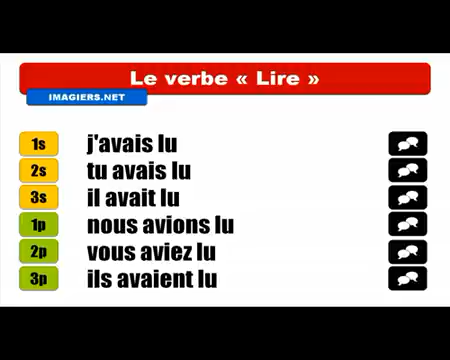 Le verbe « Lire »
IMAGIERS.NET
1s j'avais lu
2s tu avais lu
3s il avait lu
1p nous avions lu
2p vous aviez lu
3p ils avaient lu